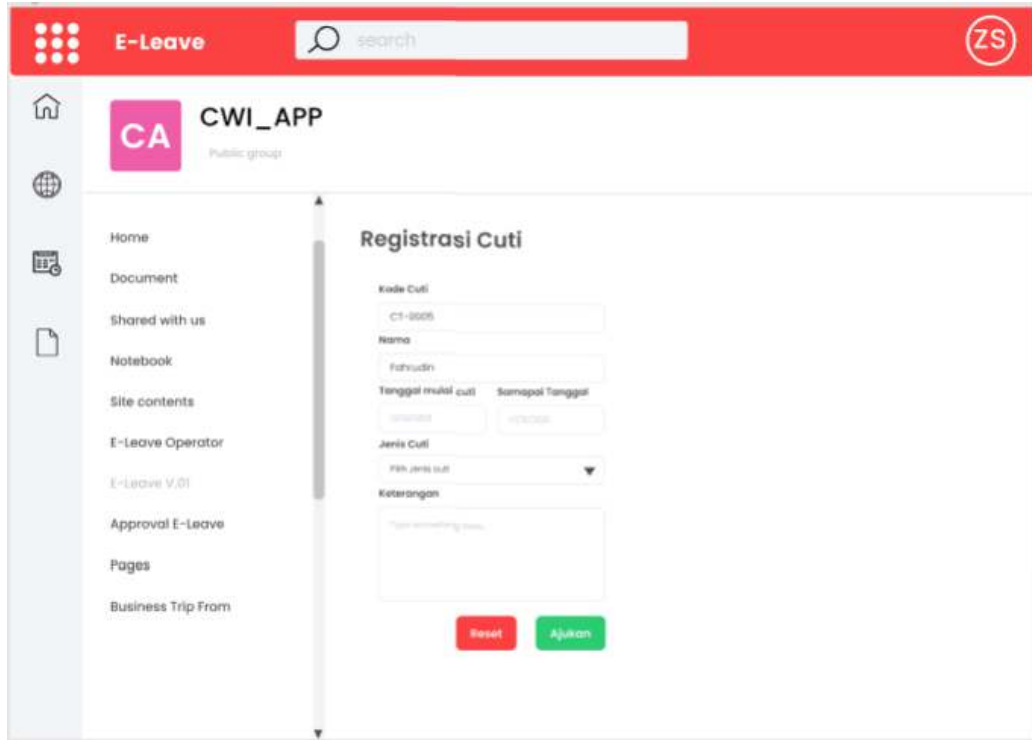 E-Leave
search
ZS
CA
CWI_APP
Public group
Home
Document
Shared with us
Notebook
Site contents
E-Leave Operator
E-Leave V.01
Approval E-Leave
Pages
Business Trip From
Registrasi Cuti
Kode Cuti
Nama
Fahrudin
Tanggal mulai cuti Samapai Tanggal
Jenis Cuti
Pilih jenis cuti
Keterangan
Type something
Reset Ajukan